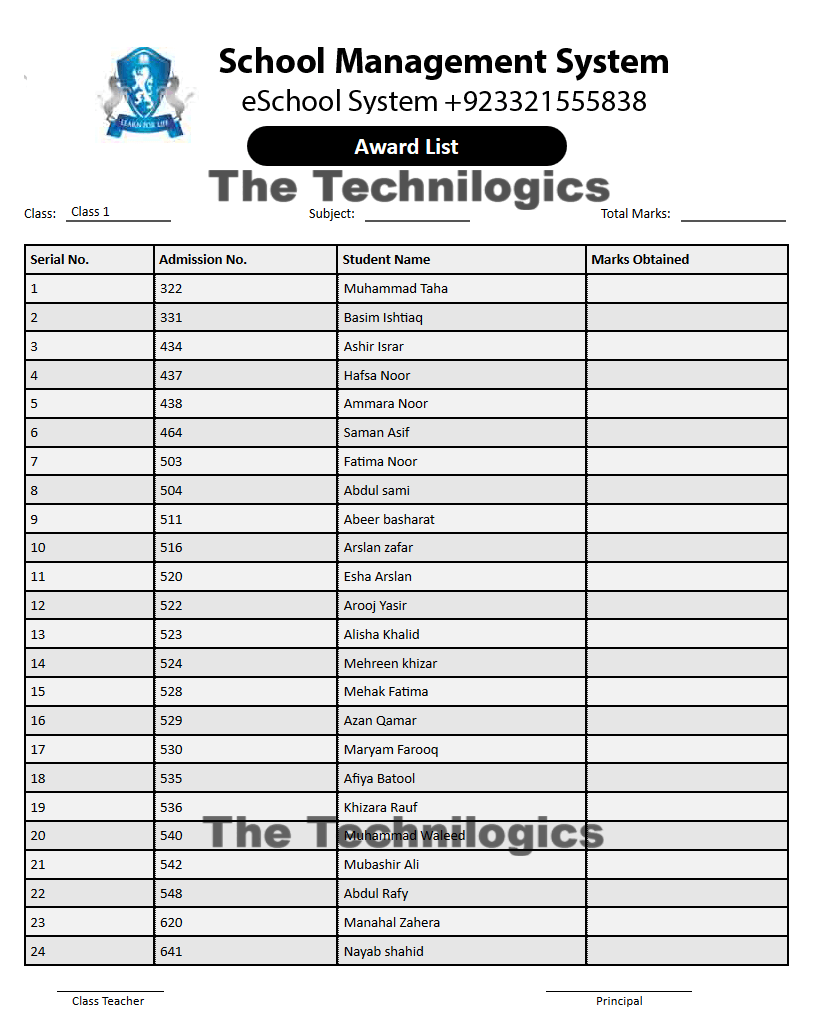 School Management System
eSchool System +923321555838
LEARN FOR LIFE
Award List
The Technilogics
Class: Class 1 Subject: Total Marks:
Serial No. Admission No. Student Name Marks Obtained
1 322 Muhammad Taha
2 331 Basim Ishtiaq
3 434 Ashir Israr
4 437 Hafsa Noor
5 438 Ammara Noor
6 464 Saman Asif
7 503 Fatima Noor
8 504 Abdul sami
9 511 Abeer basharat
10 516 Arslan zafar
11 520 Esha Arslan
12 522 Arooj Yasir
13 523 Alisha Khalid
14 524 Mehreen khizar
15 528 Mehak Fatima
16 529 Azan Qamar
17 530 Maryam Farooq
18 535 Afiya Batool
19 536 Khizara Rauf
The Technilogics
20 540 Muhammad Waleed
21 542 Mubashir Ali
22 548 Abdul Rafy
23 620 Manahal Zahera
24 641 Nayab shahid
Class Teacher Principal